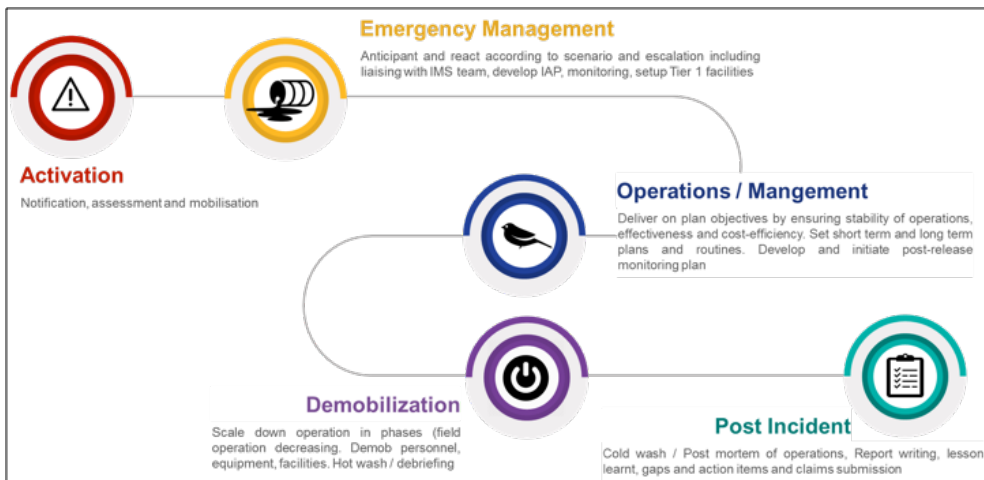 Emergency Management
Anticipant and react according to scenario and escalation including
liaising with IMS team, develop IAP, monitoring, setup Tier 1 facilities
Activation
Notification, assessment and mobilisation
Operations / Mangement
Deliver on plan objectives by ensuring stability of operations,
effectiveness and cost-efficiency. Set short term and long term
plans and routines. Develop and initiate post-release
monitoring plan
Demobilization
Scale down operation in phases (field
operation decreasing. Demob personnel,
equipment, facilities. Hot wash / debriefing
Post Incident
Cold wash / Post mortem of operations, Report writing, lesson
learnt, gaps and action items and claims submission